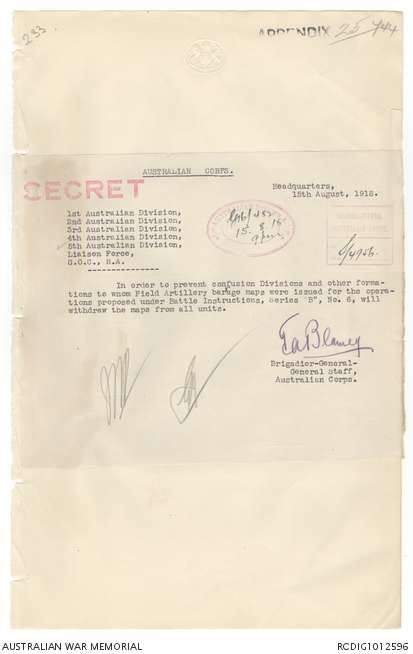 233
APPENDIX 25 744
AUSTRALIAN CORPS.
SECRET
Headquarters,
15th August, 1918.
1st Australian Division,
2nd Australian Division,
3rd Australian Division,
4th Australian Division,
5th Australian Division,
Liaison Force,
G.O.C., H.A.
15.8.18
In order to prevent confusion Divisions and other forma-
tions to whom Field Artillery barage maps were issued for the opera-
tions proposed under Battle Instructions, Series "B", No. 6, will
withdraw the maps from all units.
TaBlamey
Brigadier-General-
General Staff,
Australian Corps.
AUSTRALIAN WAR MEMORIAL
RCDIG1012596